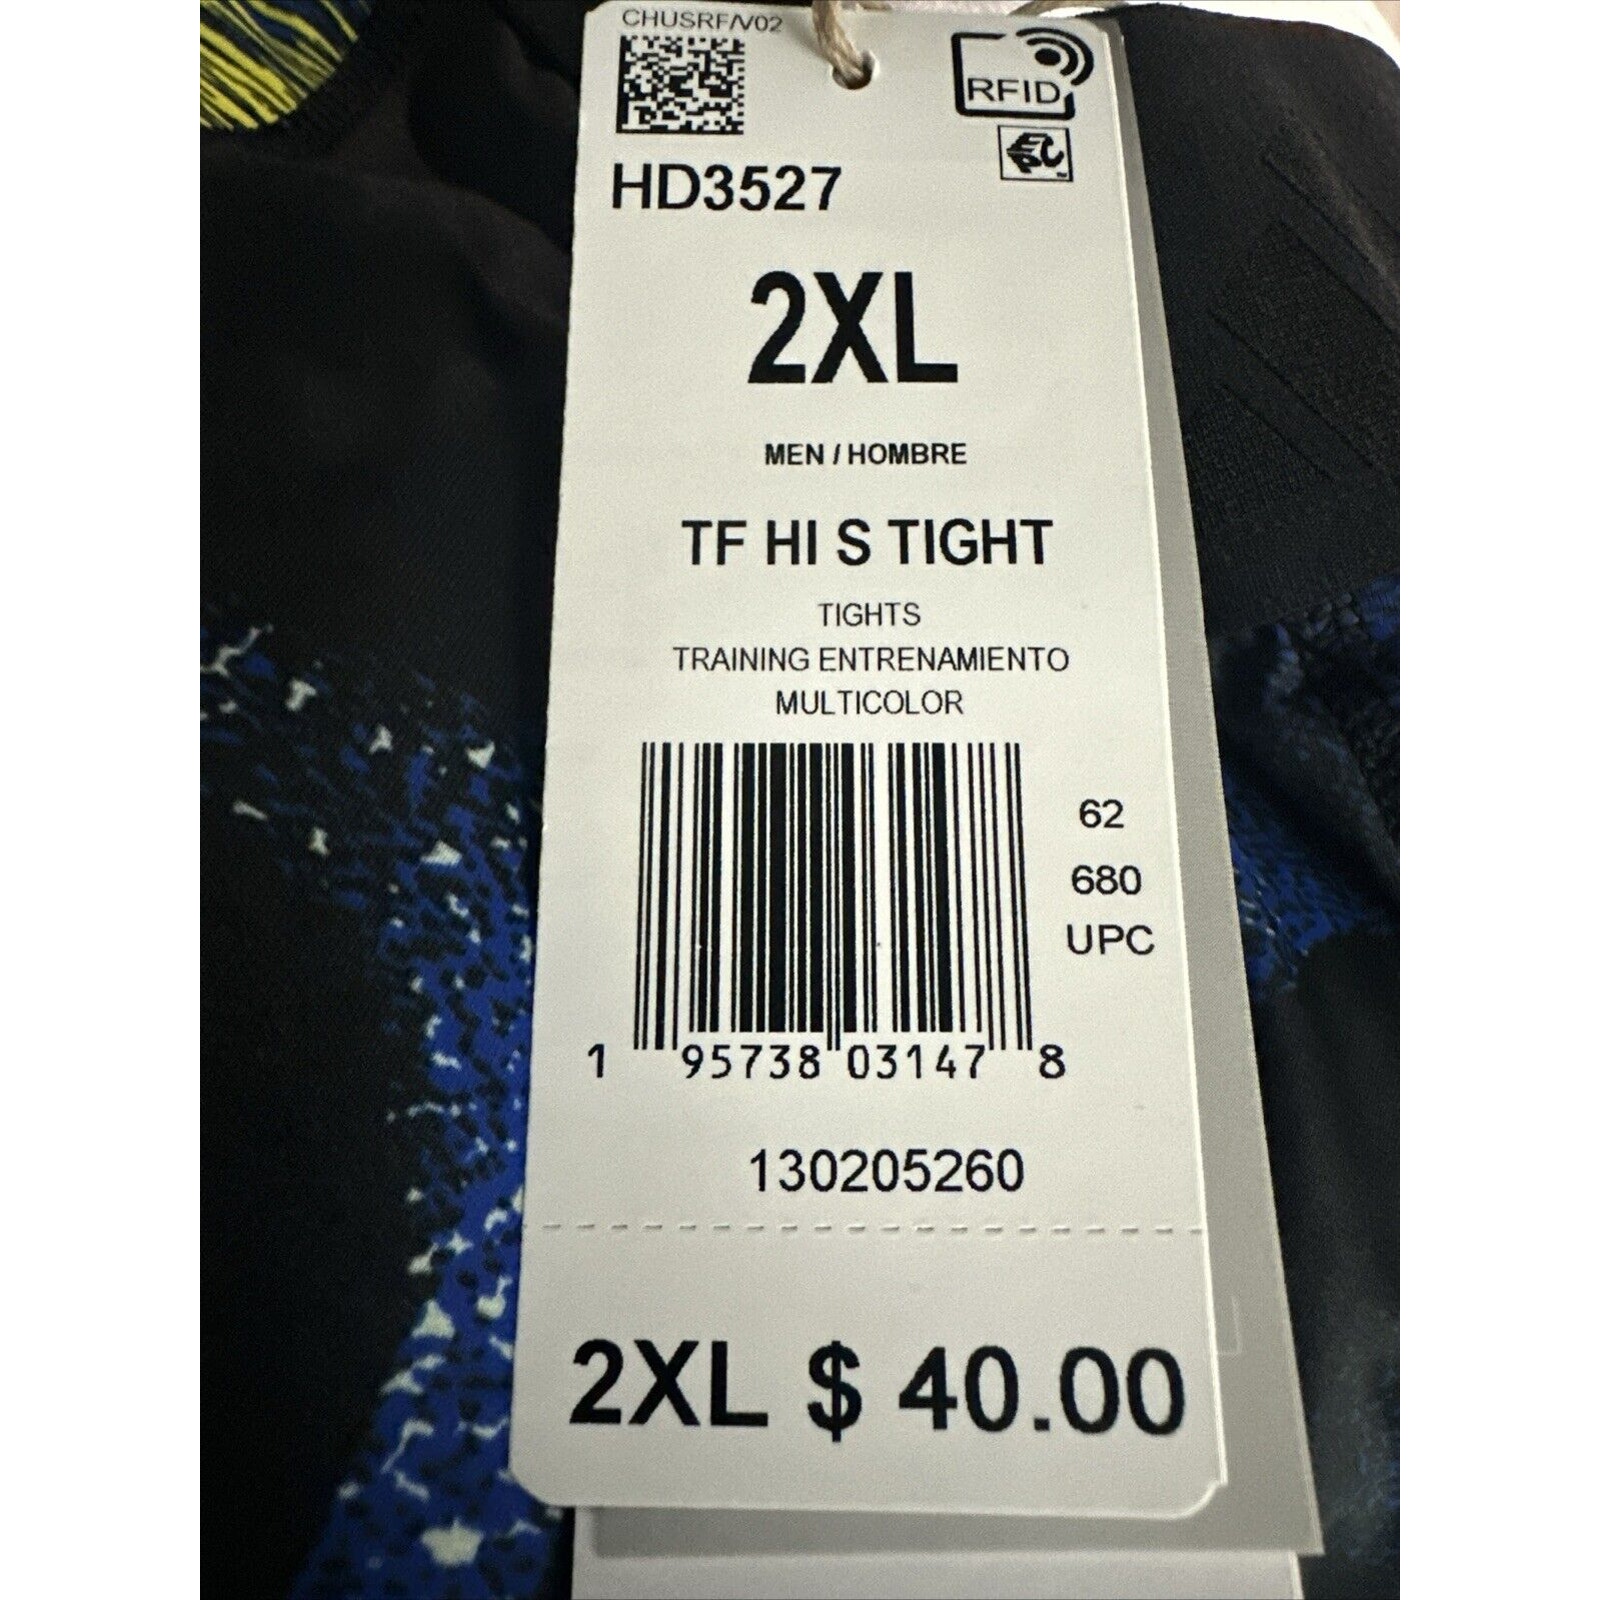 CHUSRF/V02
RFID
EPC
HD3527
2XL
MEN / HOMBRE
TF HI S TIGHT
TIGHTS
TRAINING ENTRENAMIENTO
MULTICOLOR
62
680
UPC
1 95738 03147 8
130205260
2XL $ 40.00